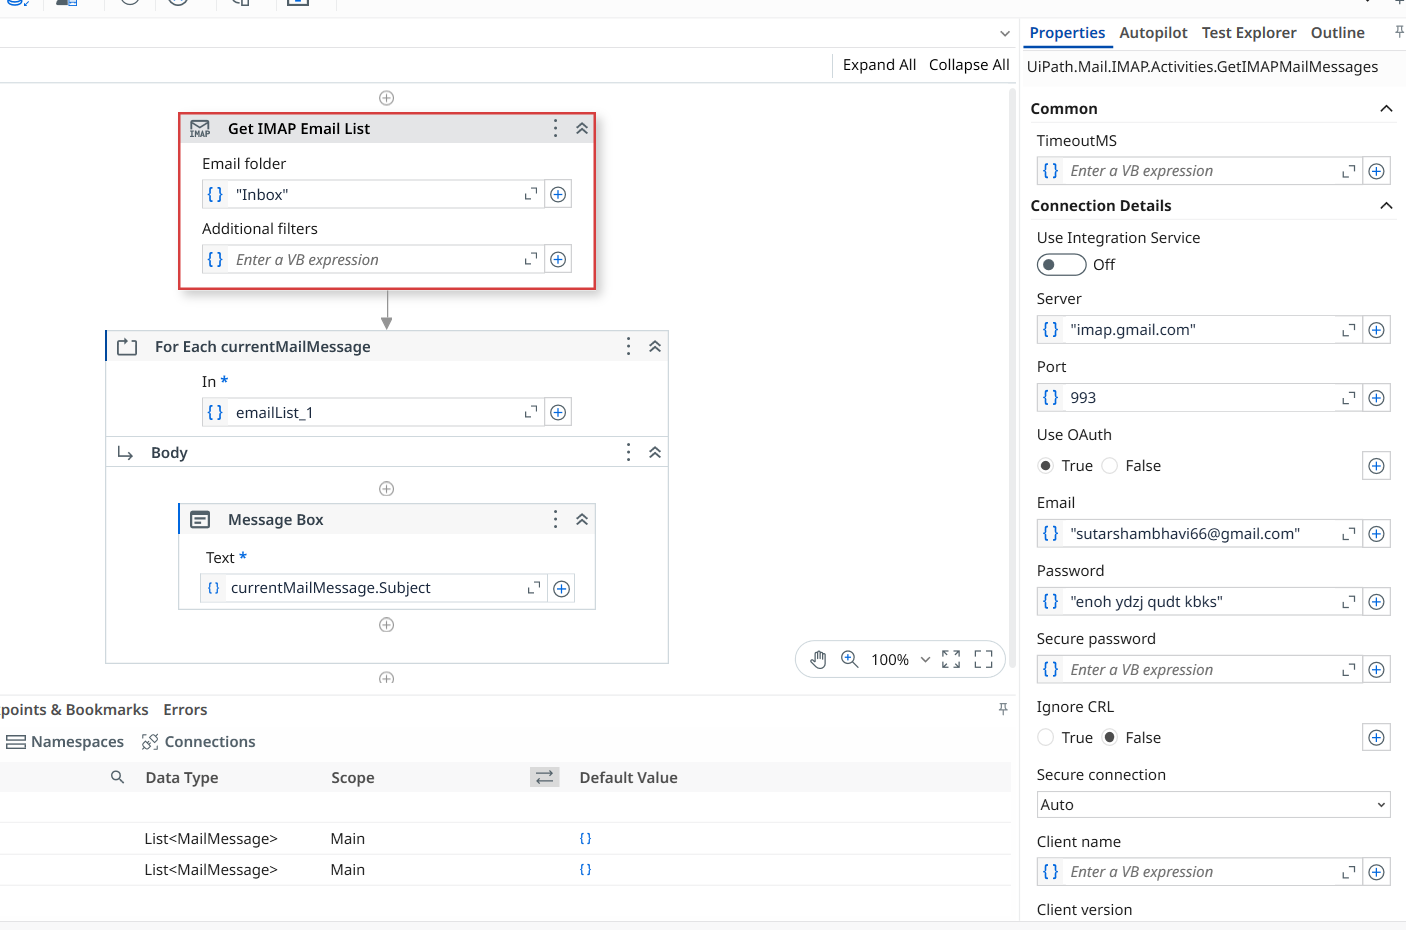 Properties Autopilot Test Explorer Outline
Expand All Collapse All
UiPath.Mail.IMAP.Activities.GetIMAPMailMessages
IMAP Get IMAP Email List
Email folder
"Inbox"
Additional filters
Enter a VB expression
For Each currentMailMessage
In *
emailList_1
Body
Message Box
Text *
currentMailMessage.Subject
100%
Common
TimeoutMS
Enter a VB expression
Connection Details
Use Integration Service
Off
Server
"imap.gmail.com"
Port
993
Use OAuth
True False
Email
"sutarshambhavi66@gmail.com"
Password
"enoh ydzj qudt kbks"
Secure password
Enter a VB expression
Ignore CRL
True False
Secure connection
Auto
Client name
Enter a VB expression
Client version
points & Bookmarks Errors
Namespaces Connections
Data Type Scope Default Value
List<MailMessage> Main
List<MailMessage> Main